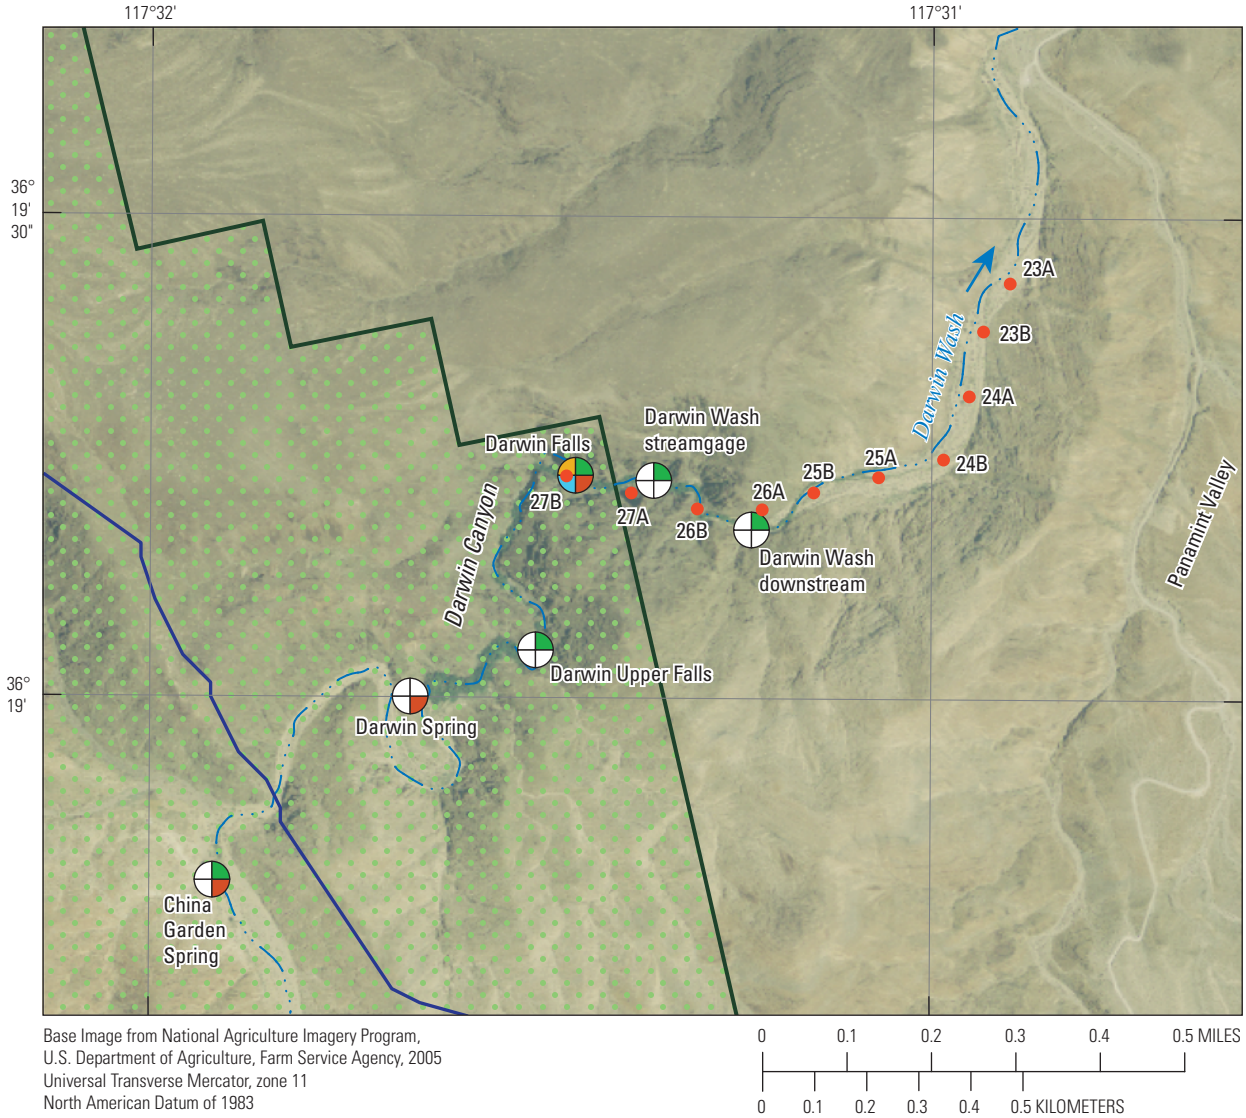 117°32'
117°31'
36°
19'
30"
23A
23B
Darwin Wash
24A
Darwin Wash
streamgage
Darwin Falls
25A
24B
25B
26A
27B
27A
26B
Darwin Canyon
Panamint Valley
Darwin Wash
downstream
Darwin Upper Falls
36°
19'
Darwin Spring
China
Garden
Spring
Base Image from National Agriculture Imagery Program,
U.S. Department of Agriculture, Farm Service Agency, 2005
Universal Transverse Mercator, zone 11
North American Datum of 1983
0 0.1 0.2 0.3 0.4 0.5 MILES
0 0.1 0.2 0.3 0.4 0.5 KILOMETERS